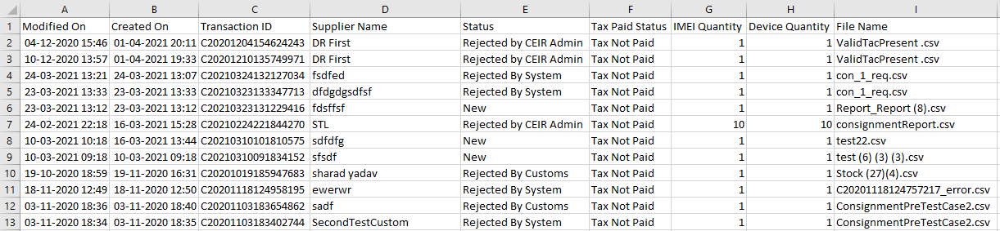 A B C D E F G H I
1 Modified On Created On Transaction ID Supplier Name Status Tax Paid Status IMEI Quantity Device Quantity File Name
2 04-12-2020 15:46 01-04-2021 20:11 C20201204154624243 DR First Rejected by CEIR Admin Tax Not Paid 1 1 ValidTacPresent .csv
3 10-12-2020 13:57 01-04-2021 19:33 C20201210135749971 DR First Rejected by CEIR Admin Tax Not Paid 1 1 ValidTacPresent .csv
4 24-03-2021 13:21 24-03-2021 13:07 C20210324132127034 fsdfed Rejected By System Tax Not Paid 1 1 con_1_req.csv
5 23-03-2021 13:33 23-03-2021 13:33 C20210323133347713 dfdgdgsdfsf Rejected By System Tax Not Paid 1 1 con_1_req.csv
6 23-03-2021 13:12 23-03-2021 13:12 C20210323131229416 fdsffsf New Tax Not Paid 1 1 Report_Report (8).csv
7 24-02-2021 22:18 16-03-2021 15:28 C20210224221844270 STL Rejected by CEIR Admin Tax Not Paid 10 10 consignmentReport.csv
8 10-03-2021 10:18 16-03-2021 13:44 C20210310101810575 sdfdfg New Tax Not Paid 1 1 test22.csv
9 10-03-2021 09:18 10-03-2021 09:18 C20210310091834152 sfsdf New Tax Not Paid 1 1 test (6) (3) (3).csv
10 19-10-2020 18:59 19-11-2020 16:31 C20201019185947683 sharad yadav Rejected By Customs Tax Not Paid 1 1 Stock (27)(4).csv
11 18-11-2020 12:49 18-11-2020 12:50 C20201118124958195 ewerwr Rejected By System Tax Not Paid 1 1 C20201118124757217_error.csv
12 03-11-2020 18:36 03-11-2020 18:40 C20201103183654862 sadf Rejected By Customs Tax Not Paid 1 1 ConsignmentPreTestCase2.csv
13 03-11-2020 18:34 03-11-2020 18:35 C20201103183402744 SecondTestCustom Rejected By System Tax Not Paid 1 1 ConsignmentPreTestCase2.csv